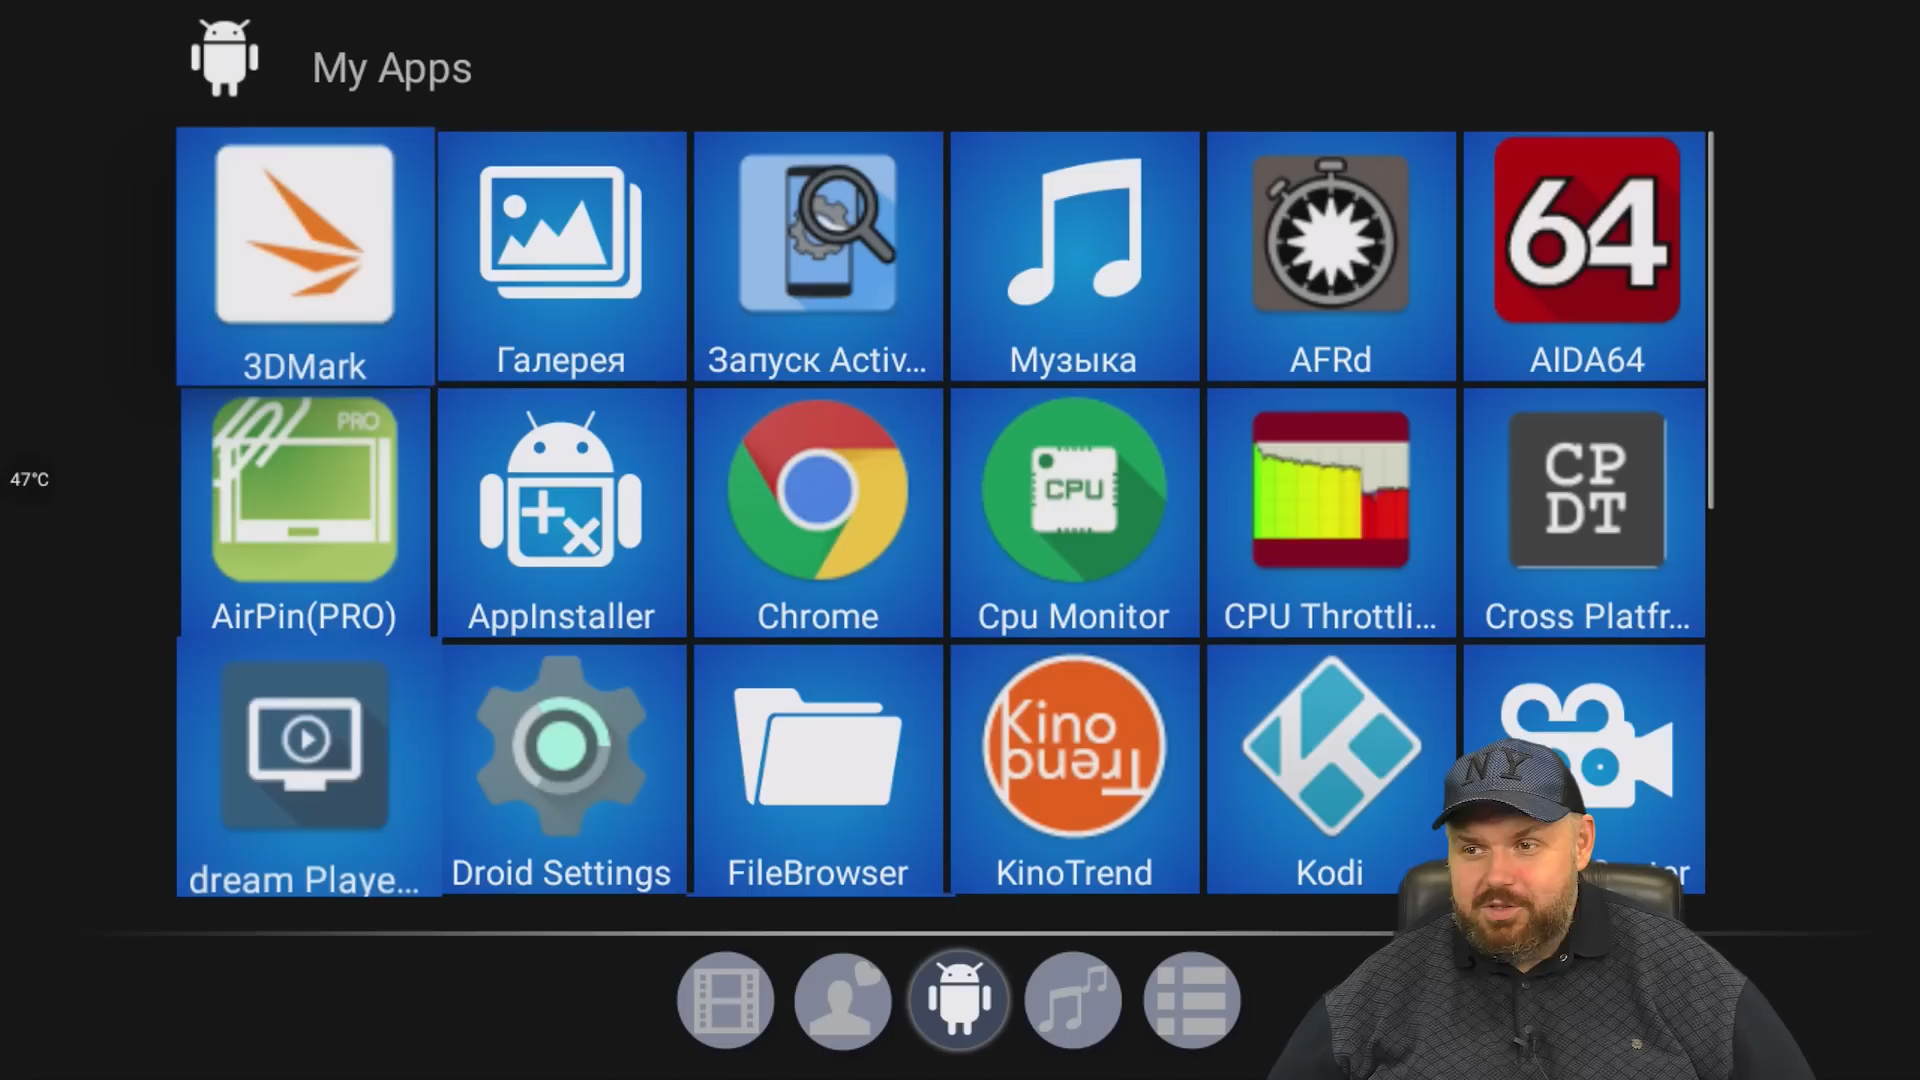 My Apps
64
3DMark
Галерея
Запуск Activ...
Музыка
AFRd
AIDA64
47°C
PRO
CPU
CP
DT
AirPin(PRO)
AppInstaller
Chrome
Cpu Monitor
CPU Throttli...
Cross Platfr...
Kino
Trend
dream Playe...
Droid Settings
FileBrowser
KinoTrend
Kodi
NY